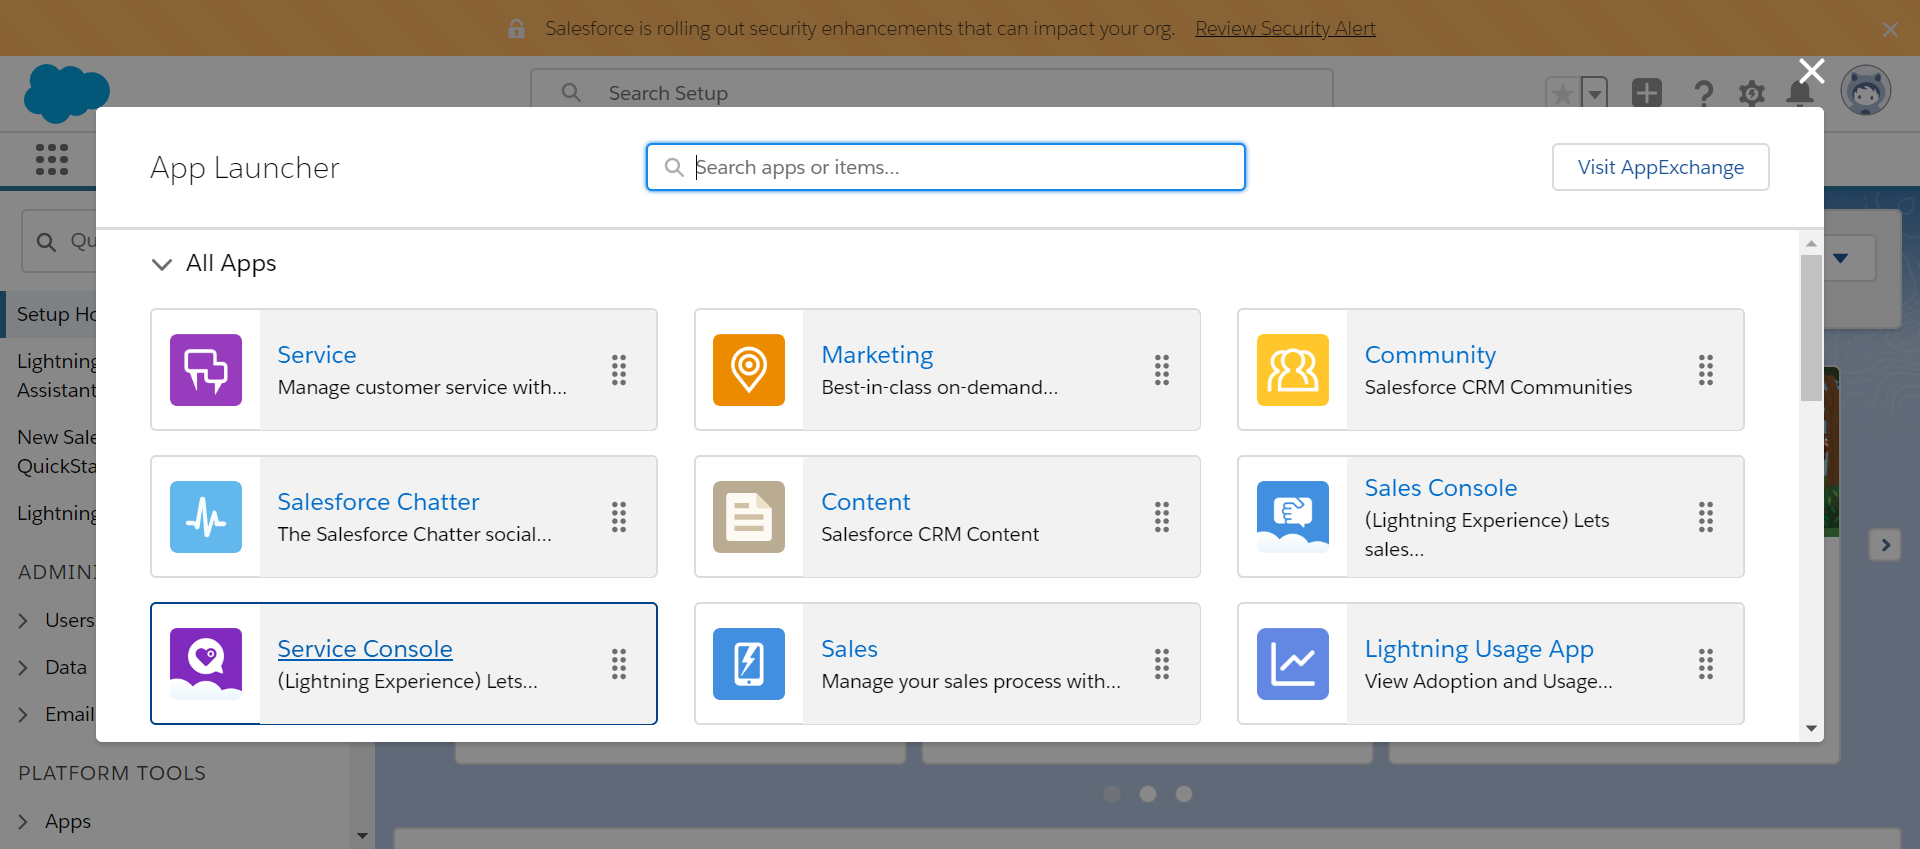 Salesforce is rolling out security enhancements that can impact your org. Review Security Alert
Search Setup
App Launcher
Search apps or items...
Visit AppExchange
Qu
All Apps
Setup Ho
Lightning
Assistant
New Sale
QuickSta
Lightning
ADMINI
Users
Data
Email
PLATFORM TOOLS
Apps
Service
Manage customer service with...
Marketing
Best-in-class on-demand...
Community
Salesforce CRM Communities
Salesforce Chatter
The Salesforce Chatter social...
Content
Salesforce CRM Content
Sales Console
(Lightning Experience) Lets
sales...
Service Console
(Lightning Experience) Lets...
Sales
Manage your sales process with...
Lightning Usage App
View Adoption and Usage...